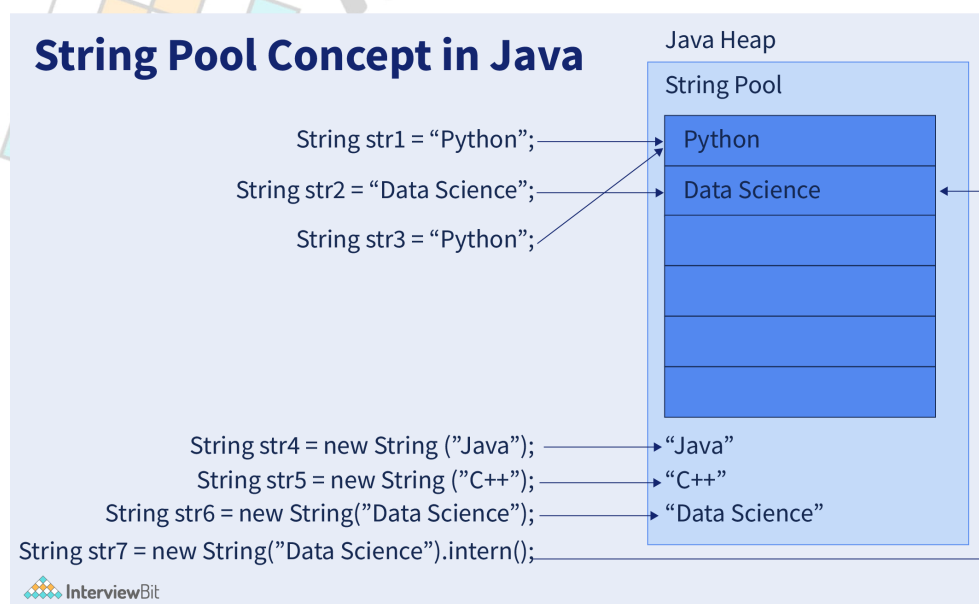 String Pool Concept in Java
Java Heap
String Pool
String str1 = “Python”;
Python
String str2 = “Data Science”;
Data Science
String str3 = “Python”;
String str4 = new String (”Java”);
“Java”
String str5 = new String (”C++”);
“C++”
String str6 = new String(”Data Science”);
“Data Science”
String str7 = new String(”Data Science”).intern();
InterviewBit